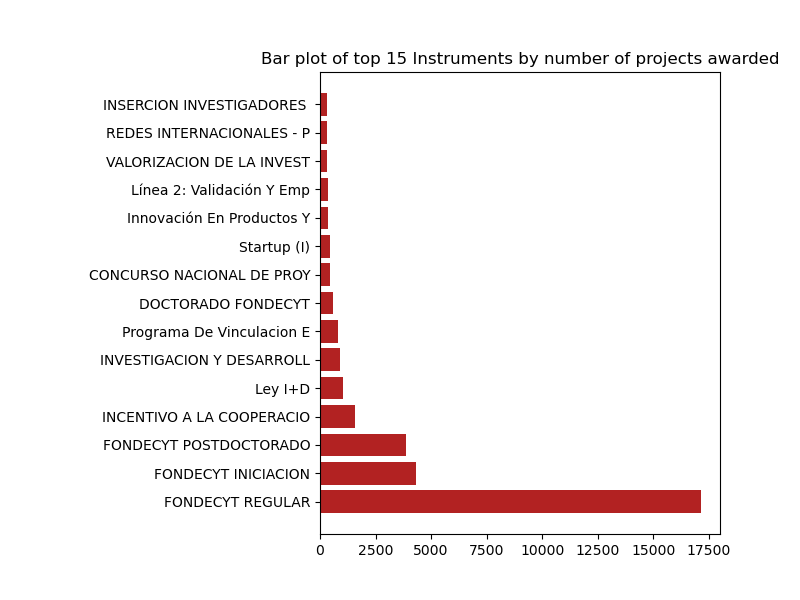 Bar plot of top 15 Instruments by number of projects awarded
INSERCION INVESTIGADORES
REDES INTERNACIONALES - P
VALORIZACION DE LA INVEST
Línea 2: Validación Y Emp
Innovación En Productos Y
Startup (I)
CONCURSO NACIONAL DE PROY
DOCTORADO FONDECYT
Programa De Vinculacion E
INVESTIGACION Y DESARROLL
Ley I+D
INCENTIVO A LA COOPERACIO
FONDECYT POSTDOCTORADO
FONDECYT INICIACION
FONDECYT REGULAR
0 2500 5000 7500 10000 12500 15000 17500